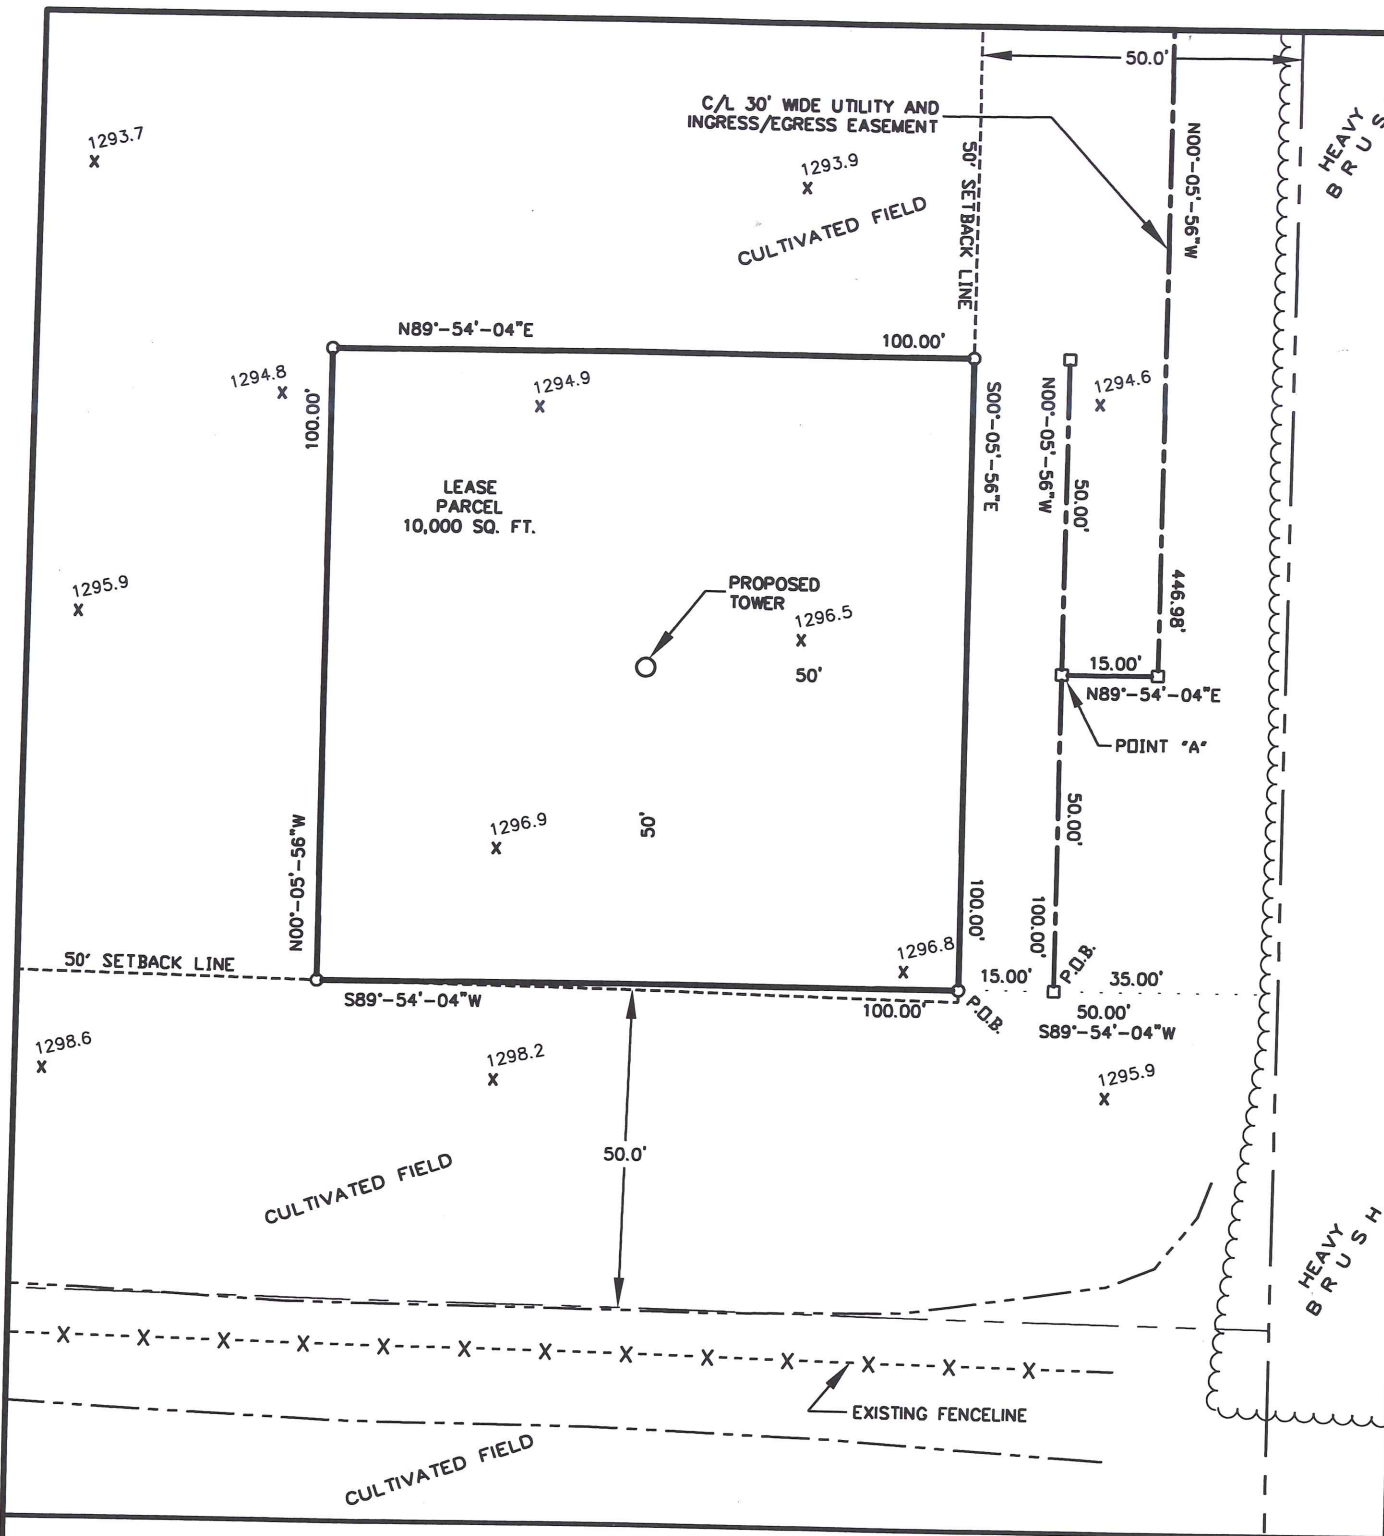 50.0'
C/L 30' WIDE UTILITY AND
INGRESS/EGRESS EASEMENT
HEAVY
BRUS
1293.7
X
1293.9
X
50' SETBACK LINE
N00°-05'-56"W
CULTIVATED FIELD
N89°-54'-04"E
100.00'
1294.8
X
1294.9
X
1294.6
X
100.00'
S00°-05'-56"E
N00°-05'-56"W
50.00'
LEASE
PARCEL
10,000 SQ. FT.
1295.9
X
PROPOSED
TOWER
1296.5
X
50'
446.98'
15.00'
N89°-54'-04"E
POINT "A"
1296.9
X
50'
50.00'
N00°-05'-56"W
100.00'
100.00'
1296.8
X
50' SETBACK LINE
15.00'
P.O.B.
35.00'
S89°-54'-04"W
100.00'
P.O.B.
50.00'
S89°-54'-04"W
1298.6
X
1298.2
X
1295.9
X
50.0'
CULTIVATED FIELD
HEAVY
BRUSH
X X X X X X X X X X X X X
EXISTING FENCELINE
CULTIVATED FIELD